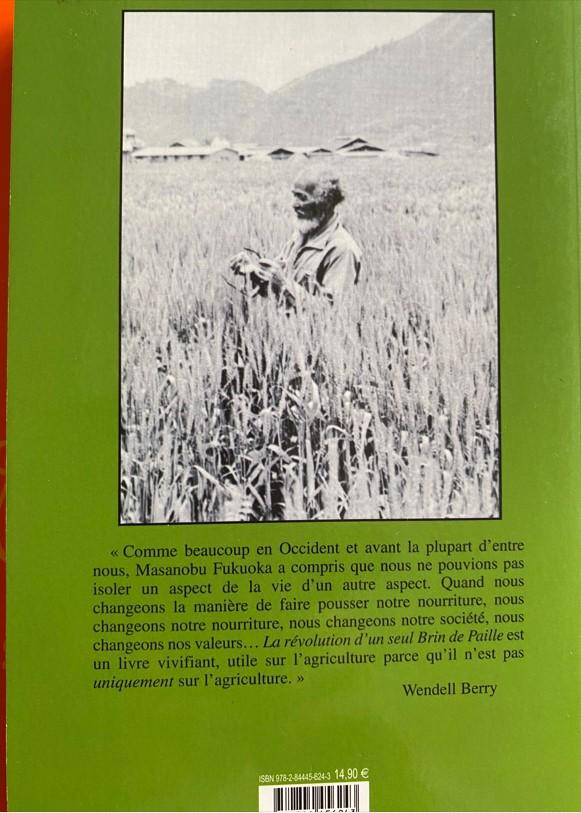 « Comme beaucoup en Occident et avant la plupart d'entre
nous, Masanobu Fukuoka a compris que nous ne pouvions pas
isoler un aspect de la vie d'un autre aspect. Quand nous
changeons la manière de faire pousser notre nourriture, nous
changeons notre nourriture, nous changeons notre société, nous
changeons nos valeurs… La révolution d'un seul Brin de Paille est
un livre vivifiant, utile sur l'agriculture parce qu'il n'est pas
uniquement sur l'agriculture. »
Wendell Berry
ISBN 978-2-84445-624-3 14,90 €